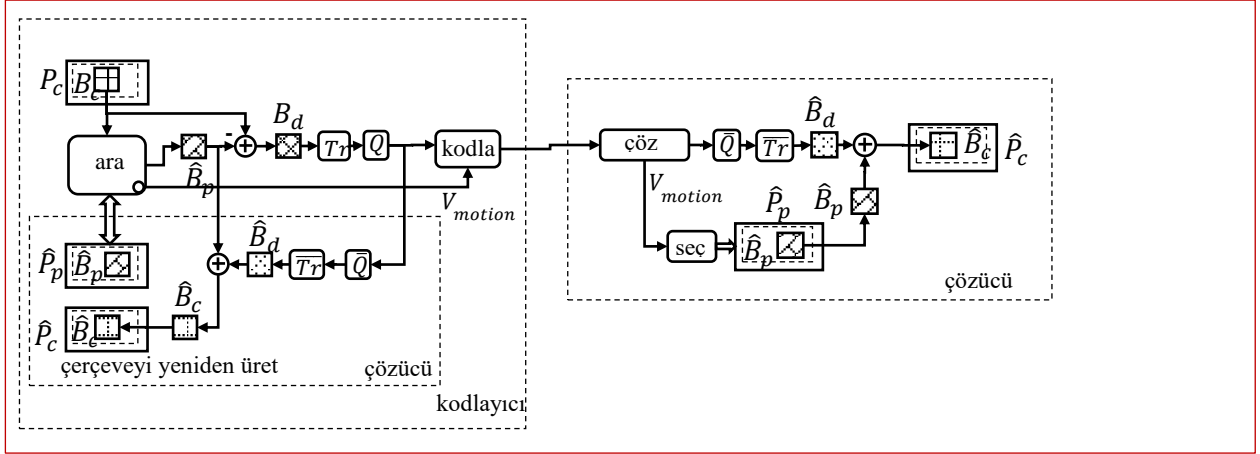 P_c B_c
ara
B̂_p
-
B_d
Tr
Q
kodla
V_motion
P̂_p B̂_p
B̂_d
T̅r̅
Q̅
B̂_c
P̂_c B̂_c
çerçeveyi yeniden üret
çözücü
kodlayıcı
çöz
Q̅
T̅r̅
B̂_d
B̂_c P̂_c
V_motion
seç
P̂_p
B̂_p
B̂_p
çözücü